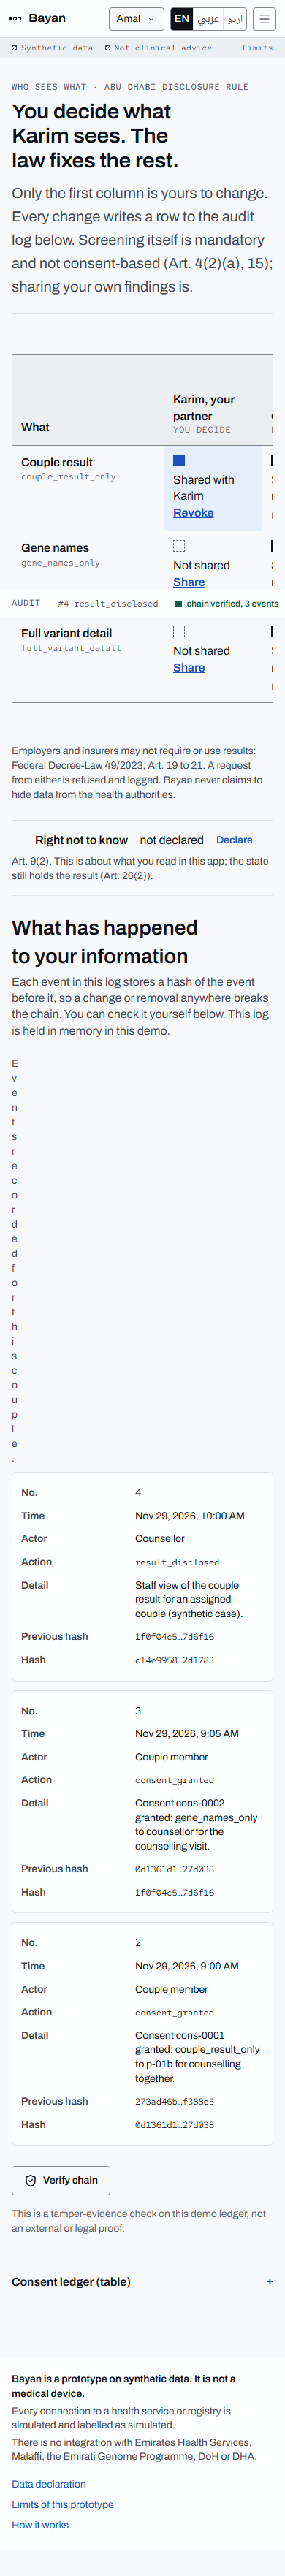 Bayan
Amal
EN
عربي
اردو
Synthetic data
Not clinical advice
Limits
WHO SEES WHAT · ABU DHABI DISCLOSURE RULE
You decide what
Karim sees. The
law fixes the rest.
Only the first column is yours to change.
Every change writes a row to the audit
log below. Screening itself is mandatory
and not consent-based (Art. 4(2)(a), 15);
sharing your own findings is.
What
Karim, your
partner
YOU DECIDE
Couple result
couple_result_only
Shared with
Karim
Revoke
Gene names
gene_names_only
Not shared
Share
AUDIT
#4 result_disclosed
chain verified, 3 events
Full variant detail
full_variant_detail
Not shared
Share
Employers and insurers may not require or use results:
Federal Decree-Law 49/2023, Art. 19 to 21. A request
from either is refused and logged. Bayan never claims to
hide data from the health authorities.
Right not to know
not declared
Declare
Art. 9(2). This is about what you read in this app; the state
still holds the result (Art. 26(2)).
What has happened
to your information
Each event in this log stores a hash of the event
before it, so a change or removal anywhere breaks
the chain. You can check it yourself below. This log
is held in memory in this demo.
E
v
e
n
t
s
r
e
c
o
r
d
e
d
f
o
r
t
h
i
s
c
o
u
p
l
e
.
No.
4
Time
Nov 29, 2026, 10:00 AM
Actor
Counsellor
Action
result_disclosed
Detail
Staff view of the couple
result for an assigned
couple (synthetic case).
Previous hash
1f0f04c5…7d6f16
Hash
c14e9958…2d1783
No.
3
Time
Nov 29, 2026, 9:05 AM
Actor
Couple member
Action
consent_granted
Detail
Consent cons-0002
granted: gene_names_only
to counsellor for the
counselling visit.
Previous hash
0d1361d1…27d038
Hash
1f0f04c5…7d6f16
No.
2
Time
Nov 29, 2026, 9:00 AM
Actor
Couple member
Action
consent_granted
Detail
Consent cons-0001
granted: couple_result_only
to p-01b for counselling
together.
Previous hash
273ad46b…f388e5
Hash
0d1361d1…27d038
Verify chain
This is a tamper-evidence check on this demo ledger, not
an external or legal proof.
Consent ledger (table)
+
Bayan is a prototype on synthetic data. It is not a
medical device.
Every connection to a health service or registry is
simulated and labelled as simulated.
There is no integration with Emirates Health Services,
Malaffi, the Emirati Genome Programme, DoH or DHA.
Data declaration
Limits of this prototype
How it works